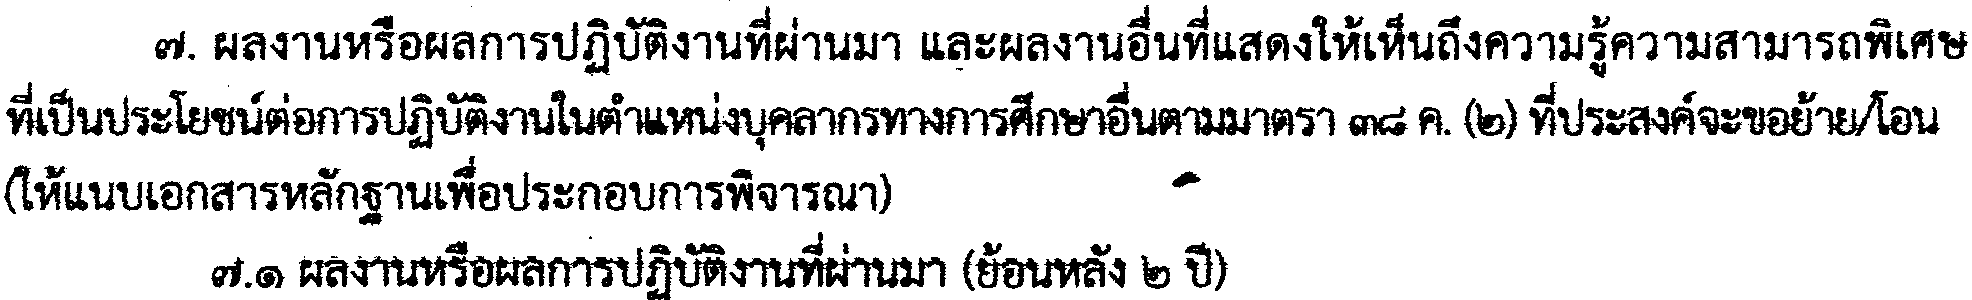 ๗. ผลงานหรือผลการปฏิบัติงานที่ผ่านมา และผลงานอื่นที่แสดงให้เห็นถึงความรู้ความสามารถพิเศษ
ที่เป็นประโยชน์ต่อการปฏิบัติงานในตำแหน่งบุคลากรทางการศึกษาอื่นตามมาตรา ๓๘ ค. (๒) ที่ประสงค์จะขอย้าย/โอน
(ให้แนบเอกสารหลักฐานเพื่อประกอบการพิจารณา)
๗.๑ ผลงานหรือผลการปฏิบัติงานที่ผ่านมา (ย้อนหลัง ๒ ปี)